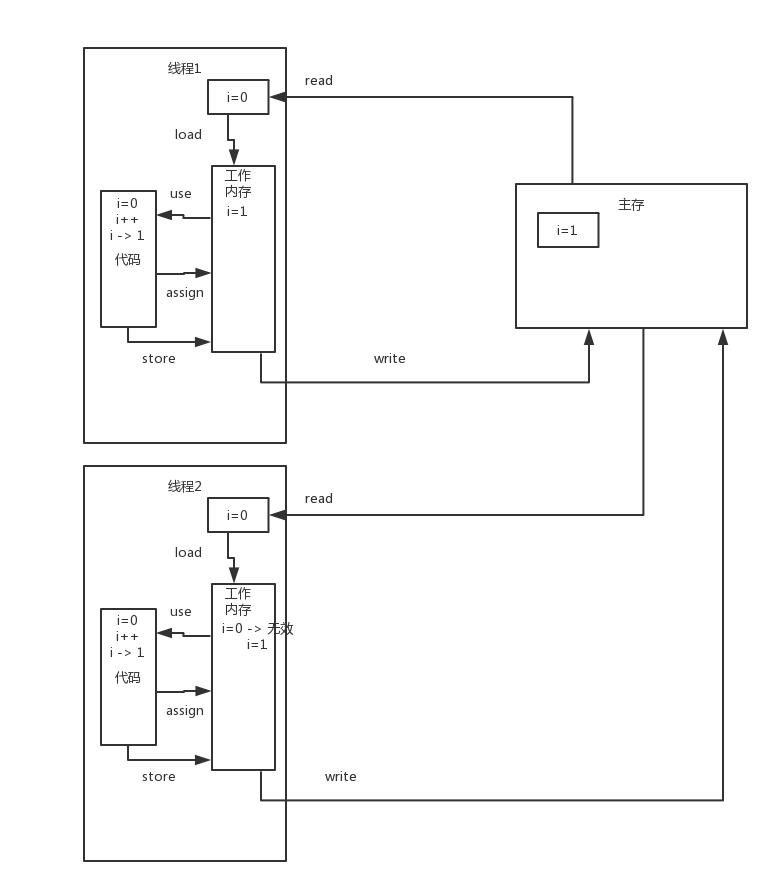 线程1
read
i=0
load
工作
内存
i=1
use
i=0
i++
i -> 1
代码
assign
store
write
主存
i=1
线程2
read
i=0
load
工作
内存
i=0 -> 无效
i=1
use
i=0
i++
i -> 1
代码
assign
store
write